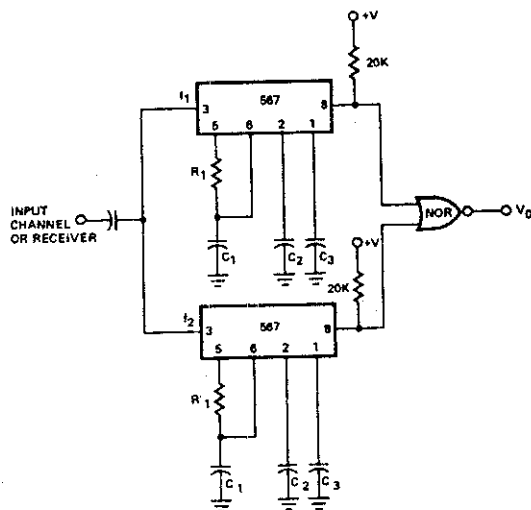 +V
20K
f1
3
567
8
5
6
2
1
R1
C1
C2
C3
INPUT
CHANNEL
OR RECEIVER
NOR
VO
+V
20K
f2
3
567
8
5
6
2
1
R'1
C1
C2
C3